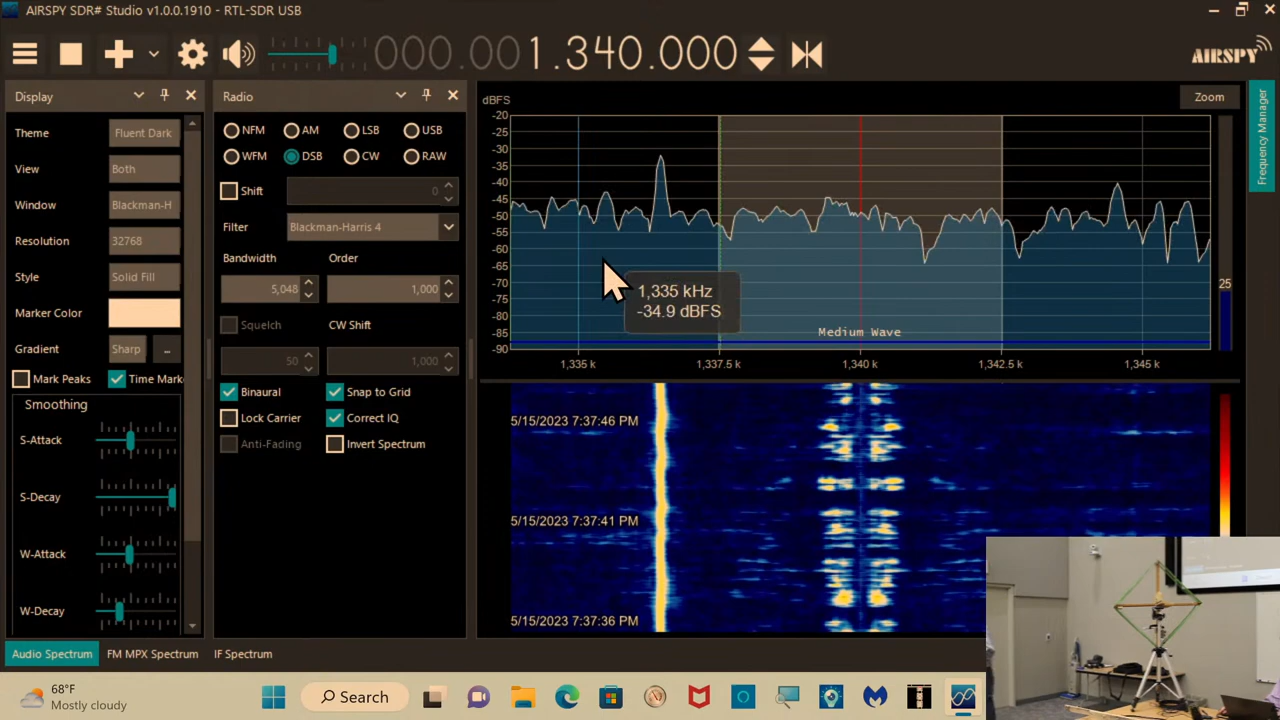 AIRSPY SDR# Studio v1.0.0.1910 - RTL-SDR USB
000.001.340.000
AIRSPY
Display
Theme
Fluent Dark
View
Both
Window
Blackman-H
Resolution
32768
Style
Solid Fill
Marker Color
Gradient
Sharp
Mark Peaks
Time Mark
Smoothing
S-Attack
S-Decay
W-Attack
W-Decay
Radio
NFM AM LSB USB
WFM DSB CW RAW
Shift
0
Filter
Blackman-Harris 4
Bandwidth Order
5,048 1,000
Squelch CW Shift
50 1,000
Binaural Snap to Grid
Lock Carrier Correct IQ
Anti-Fading Invert Spectrum
dBFS
Zoom
-20
-25
-30
-35
-40
-45
-50
-55
-60
-65
-70
-75
-80
-85
-90
1,335 kHz
-34.9 dBFS
Medium Wave
25
1,335 k 1,337.5 k 1,340 k 1,342.5 k 1,345 k
Frequency Manager
5/15/2023 7:37:46 PM
5/15/2023 7:37:41 PM
5/15/2023 7:37:36 PM
Audio Spectrum FM MPX Spectrum IF Spectrum
68°F
Mostly cloudy
Search